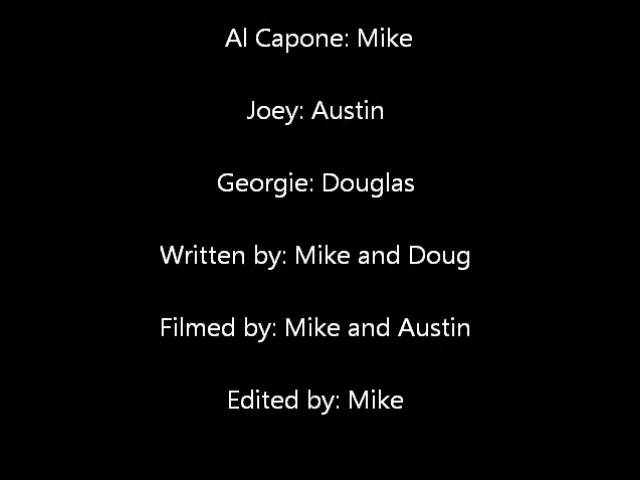 Al Capone: Mike
Joey: Austin
Georgie: Douglas
Written by: Mike and Doug
Filmed by: Mike and Austin
Edited by: Mike